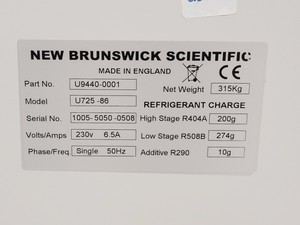 NEW BRUNSWICK SCIENTIFIC
MADE IN ENGLAND
CE
Part No. U9440-0001
Net Weight 315Kg
Model U725 -86
REFRIGERANT CHARGE
Serial No. 1005- 5050 -0508
High Stage R404A 200g
Volts/Amps 230v 6.5A
Low Stage R508B 274g
Phase/Freq. Single 50Hz
Additive R290 10g